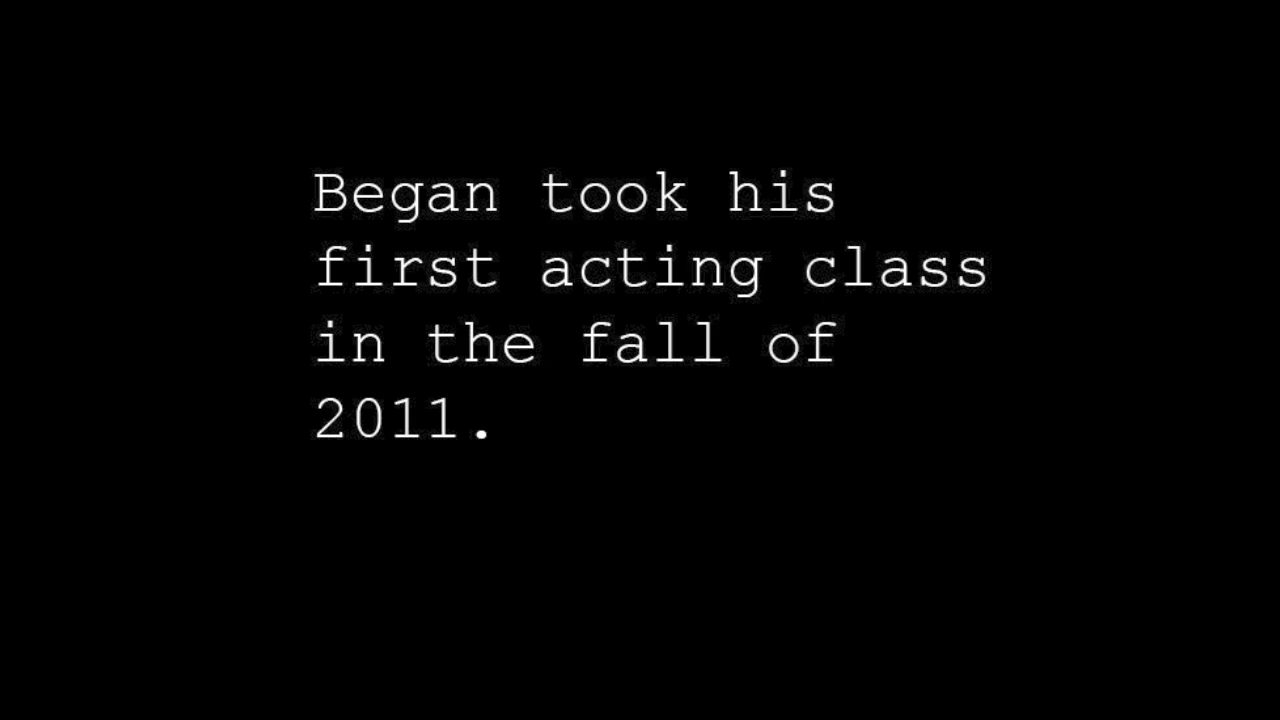 Began took his
first acting class
in the fall of
2011.